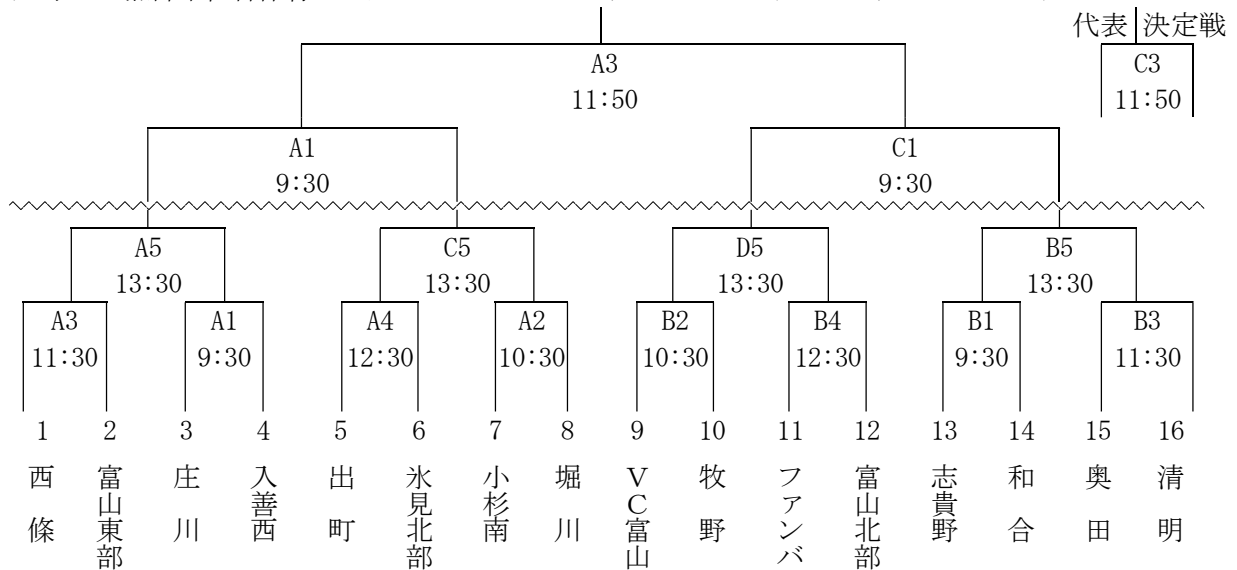 代表 決定戦
A3
11:50
C3
11:50
A1
9:30
C1
9:30
A5
13:30
C5
13:30
D5
13:30
B5
13:30
A3
11:30
A1
9:30
A4
12:30
A2
10:30
B2
10:30
B4
12:30
B1
9:30
B3
11:30
1 2 3 4 5 6 7 8 9 10 11 12 13 14 15 16
西條
富山東部
庄川
入善西
出町
氷見北部
小杉南
堀川
VC富山
牧野
ファンバ
富山北部
志貴野
和合
奥田
清明